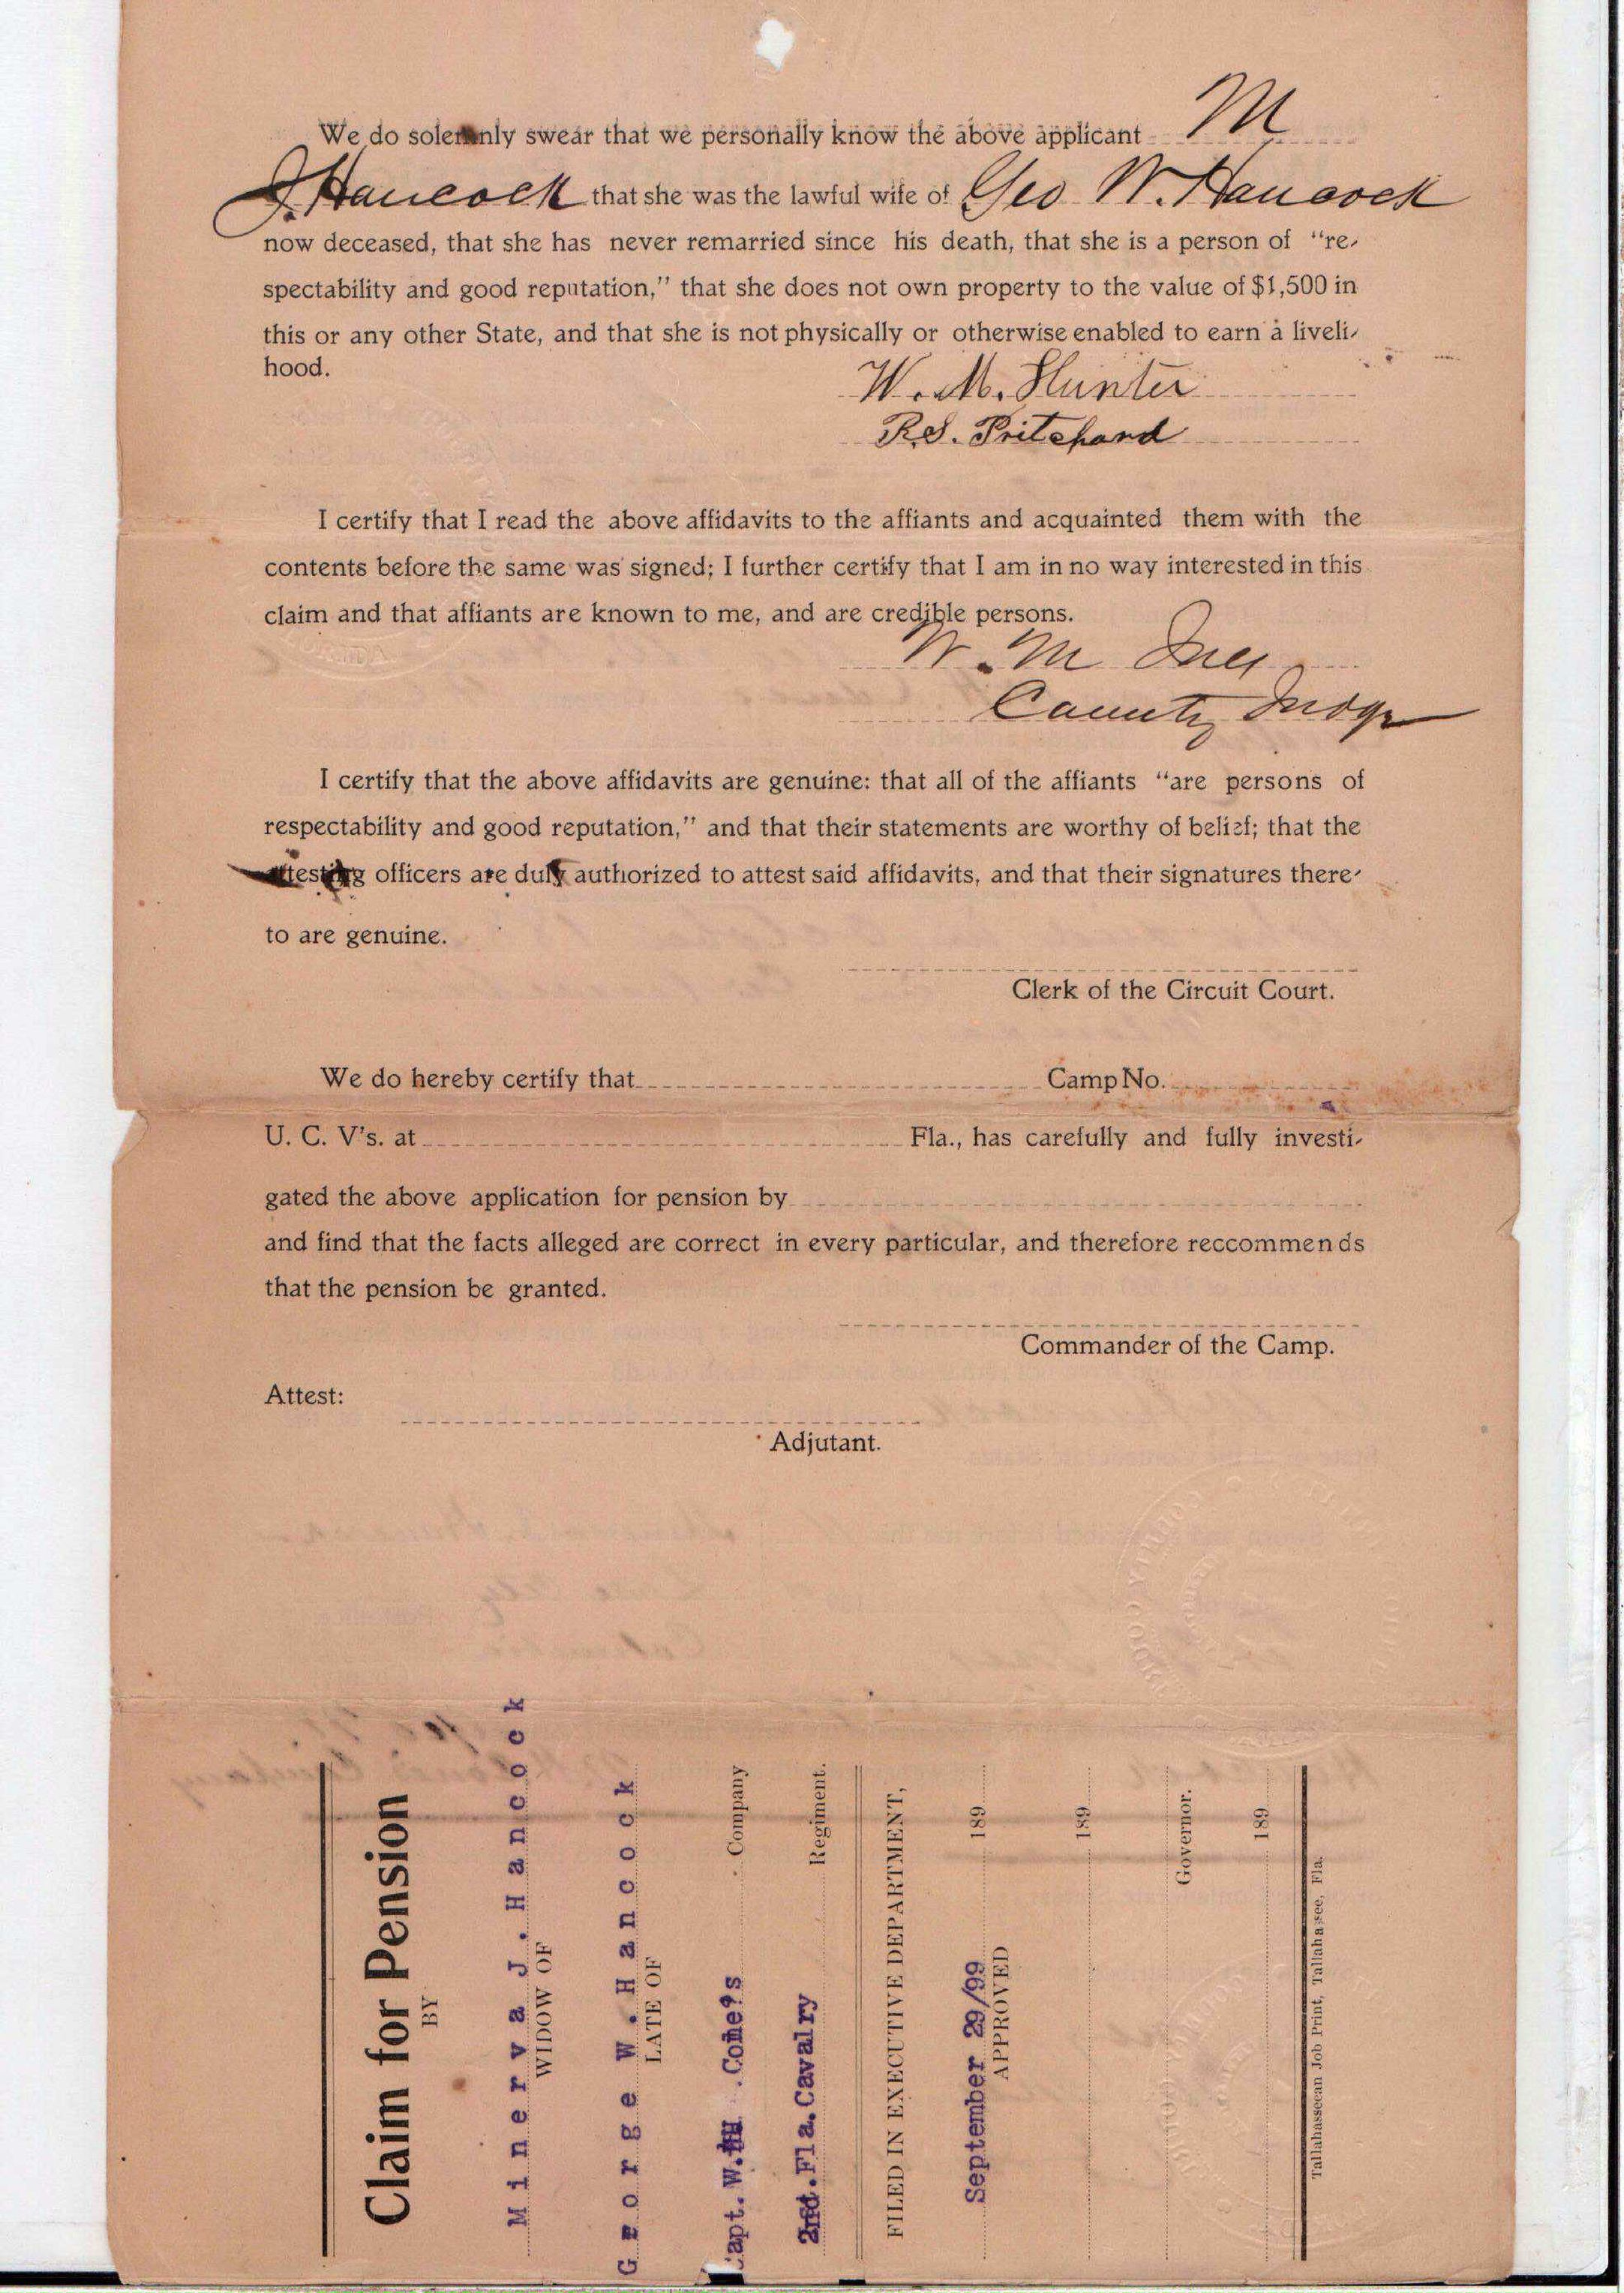 We do solemnly swear that we personally know the above applicant M
J. Hancock that she was the lawful wife of Geo W. Hancock
now deceased, that she has never remarried since his death, that she is a person of “re-
spectability and good reputation,” that she does not own property to the value of $1,500 in
this or any other State, and that she is not physically or otherwise enabled to earn a liveli-
hood.
W. M. Hunter
R.S. Pritchard
I certify that I read the above affidavits to the affiants and acquainted them with the
contents before the same was signed; I further certify that I am in no way interested in this
claim and that affiants are known to me, and are credible persons.
W. M Ives
County Judge
I certify that the above affidavits are genuine: that all of the affiants “are persons of
respectability and good reputation,” and that their statements are worthy of belief; that the
attesting officers are duly authorized to attest said affidavits, and that their signatures there-
to are genuine.
Clerk of the Circuit Court.
We do hereby certify that Camp No.
U. C. V's. at Fla., has carefully and fully investi-
gated the above application for pension by
and find that the facts alleged are correct in every particular, and therefore reccommends
that the pension be granted.
Commander of the Camp.
Attest:
Adjutant.
Claim for Pension
BY
Minerva J. Hancock
WIDOW OF
George W. Hancock
LATE OF
Capt. W. Cone's Company
2nd. Fla. Cavalry Regiment.
FILED IN EXECUTIVE DEPARTMENT,
September 29/99 189
APPROVED
189
Governor.
189
Tallahasseean Job Print, Tallahassee, Fla.